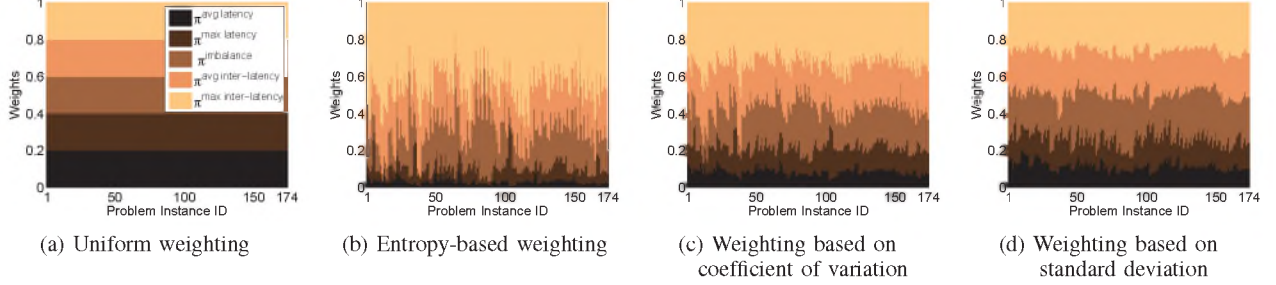 1
0.8
0.6
0.4
0.2
0
Weights
πavg latency
πmax latency
πimbalance
πavg inter-latency
πmax inter-latency
1 50 100 150 174
Problem Instance ID
(a) Uniform weighting
1
0.8
0.6
0.4
0.2
0
Weights
1 50 100 150 174
Problem Instance ID
(b) Entropy-based weighting
1
0.8
0.6
0.4
0.2
0
Weights
1 50 100 150 174
Problem Instance ID
(c) Weighting based on
coefficient of variation
1
0.8
0.6
0.4
0.2
0
Weights
1 50 100 150 174
Problem Instance ID
(d) Weighting based on
standard deviation